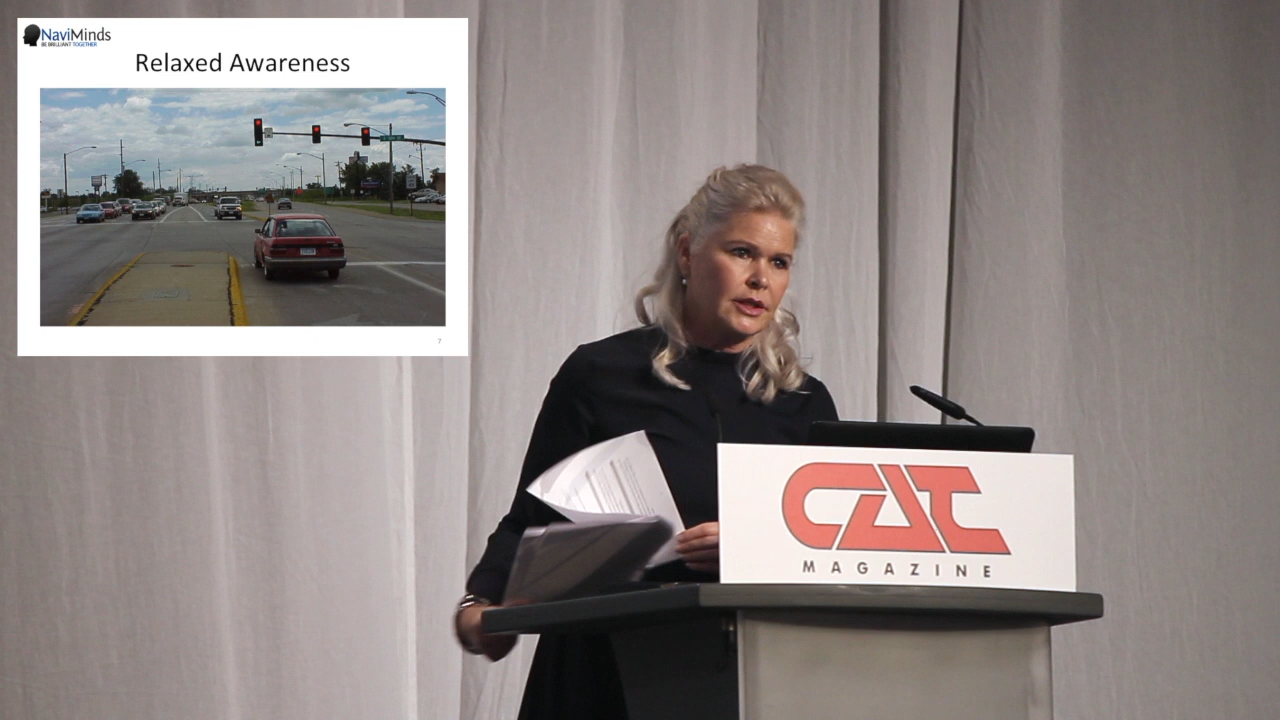 NaviMinds
BE BRILLIANT TOGETHER
Relaxed Awareness
7
CAT
MAGAZINE